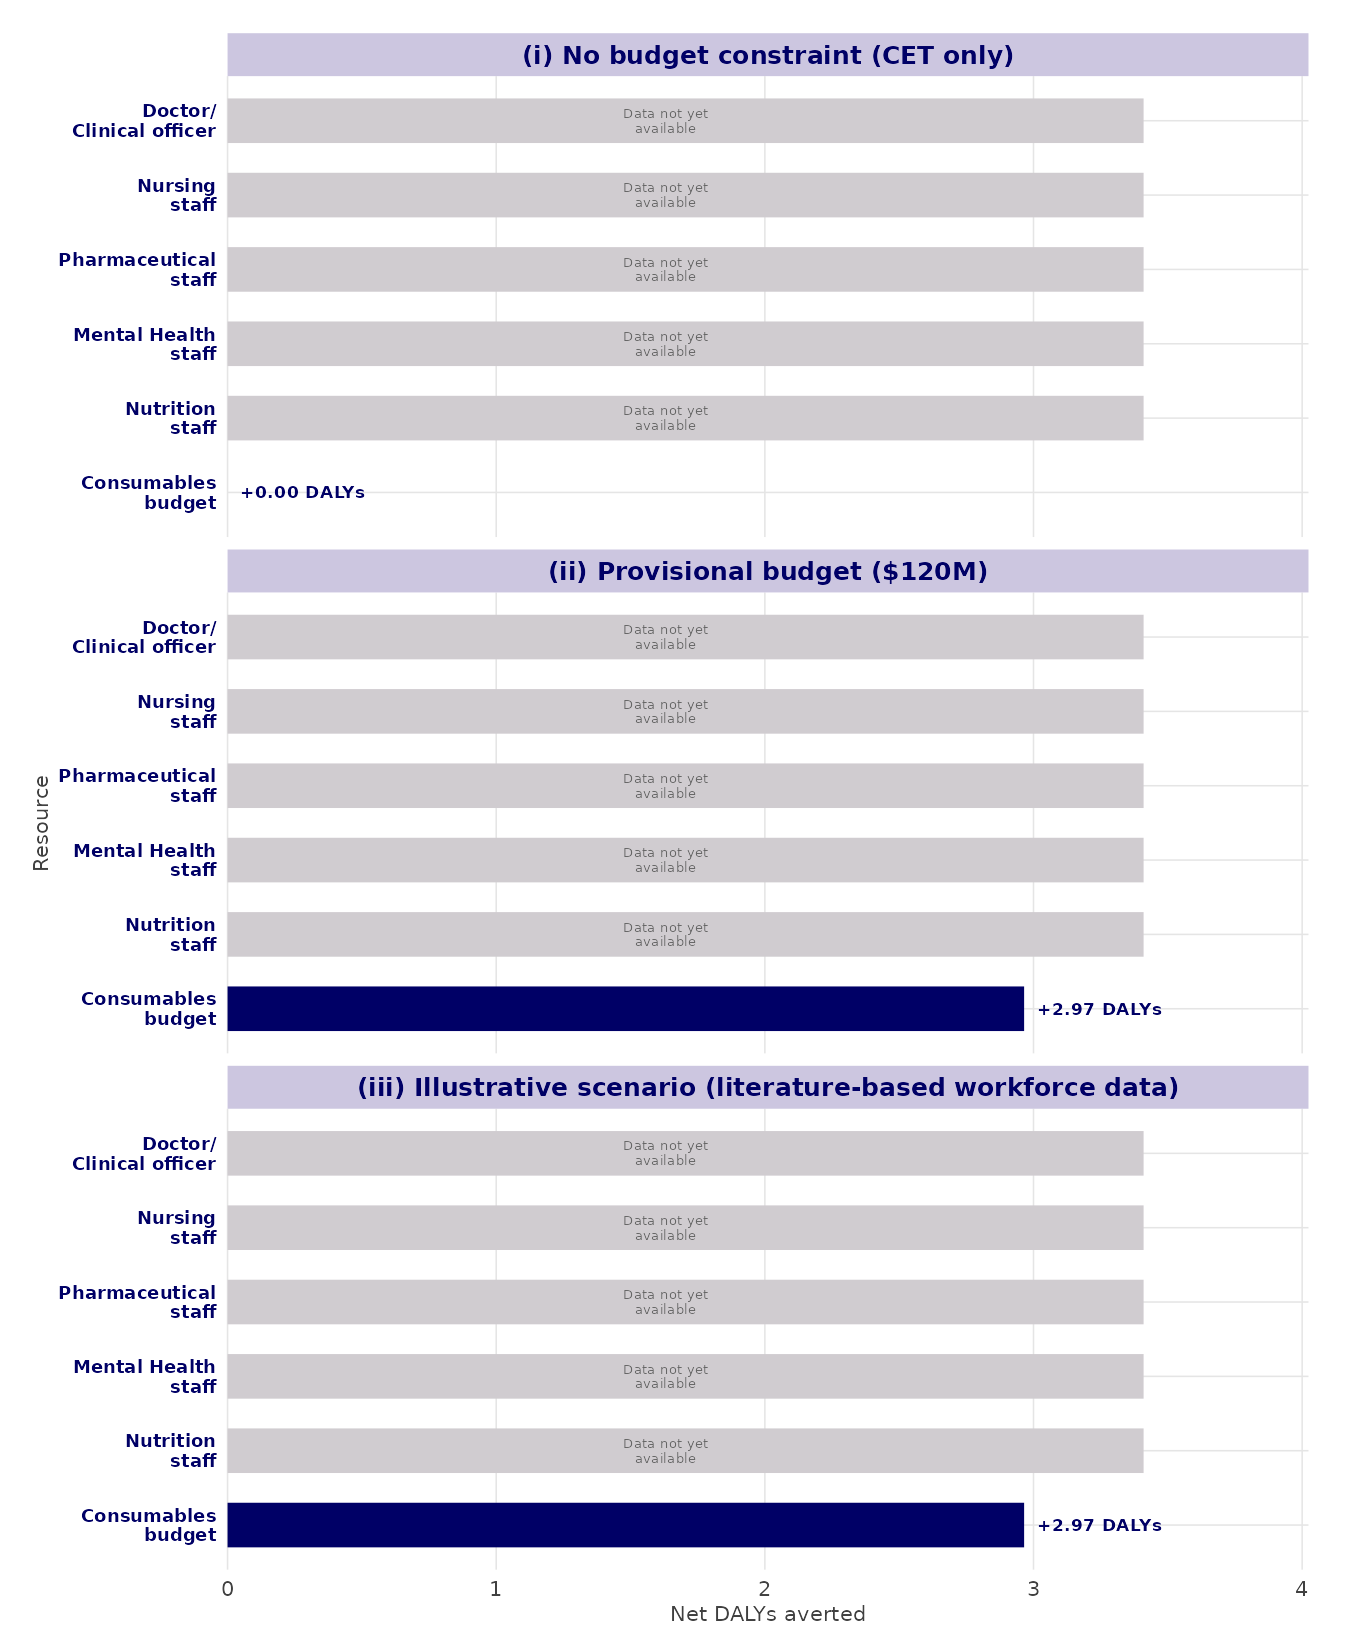 (i) No budget constraint (CET only)
Doctor/
Clinical officer
Data not yet
available
Nursing
staff
Data not yet
available
Pharmaceutical
staff
Data not yet
available
Mental Health
staff
Data not yet
available
Nutrition
staff
Data not yet
available
Consumables
budget
+0.00 DALYs
(ii) Provisional budget ($120M)
Doctor/
Clinical officer
Data not yet
available
Nursing
staff
Data not yet
available
Pharmaceutical
staff
Data not yet
available
Mental Health
staff
Data not yet
available
Nutrition
staff
Data not yet
available
Consumables
budget
+2.97 DALYs
(iii) Illustrative scenario (literature-based workforce data)
Doctor/
Clinical officer
Data not yet
available
Nursing
staff
Data not yet
available
Pharmaceutical
staff
Data not yet
available
Mental Health
staff
Data not yet
available
Nutrition
staff
Data not yet
available
Consumables
budget
+2.97 DALYs
Resource
0 1 2 3 4
Net DALYs averted